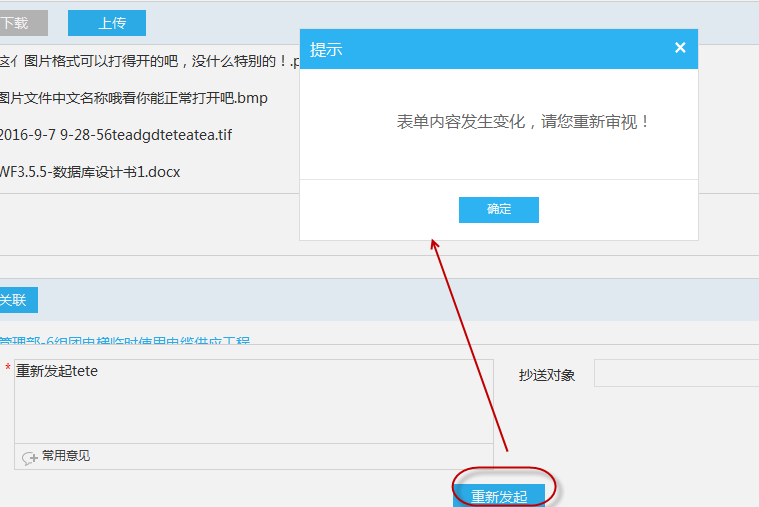 下载
上传
提示
×
这个图片格式可以打得开的吧，没什么特别的！.p
图片文件中文名称哦看你能正常打开吧.bmp
表单内容发生变化，请您重新审视！
2016-9-7 9-28-56teadgdteteatea.tif
WF3.5.5-数据库设计书1.docx
确定
关联
管理部-6组团电梯临时使用电缆供应工程
* 重新发起tete
抄送对象
常用意见
重新发起